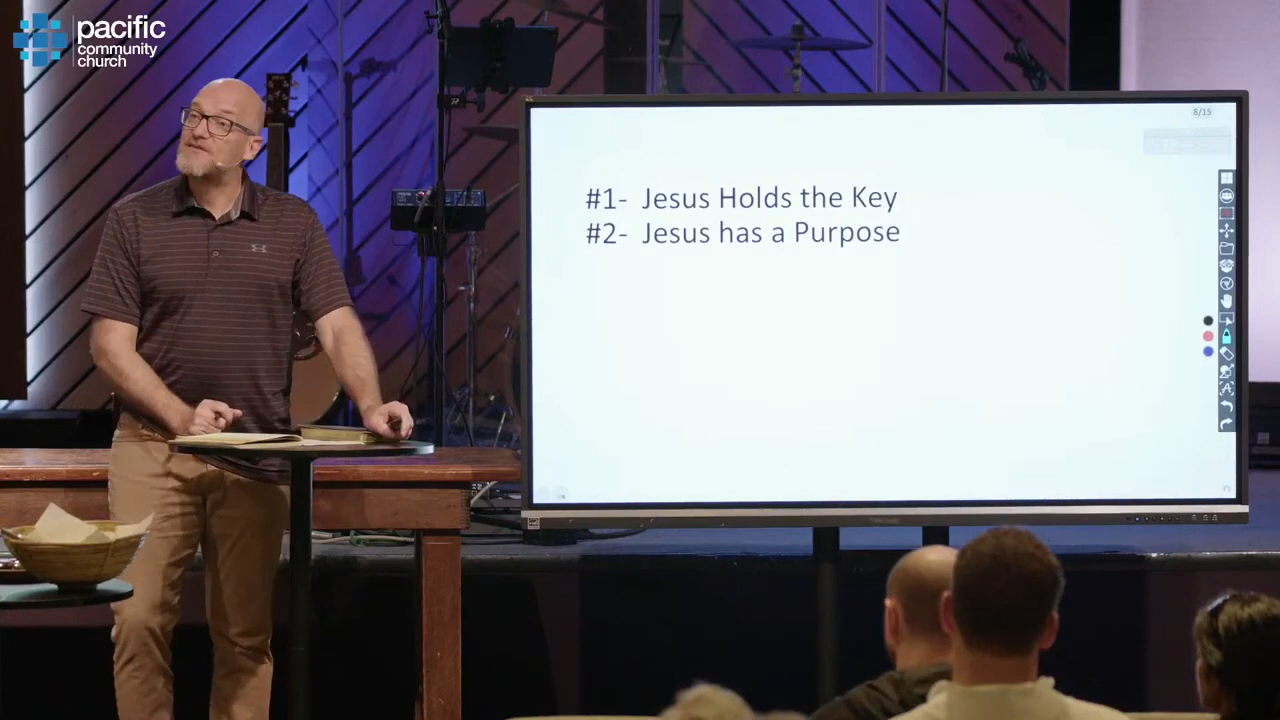 pacific
community
church
8/15
#1- Jesus Holds the Key
#2- Jesus has a Purpose